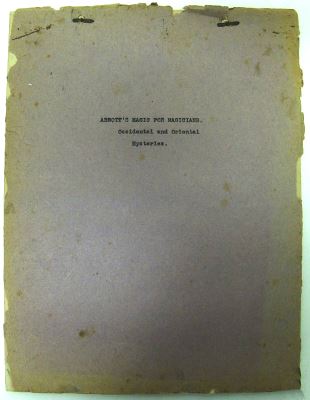 ABBOTT'S MAGIC FOR MAGICIANS.
Occidental and Oriental
Mysteries.